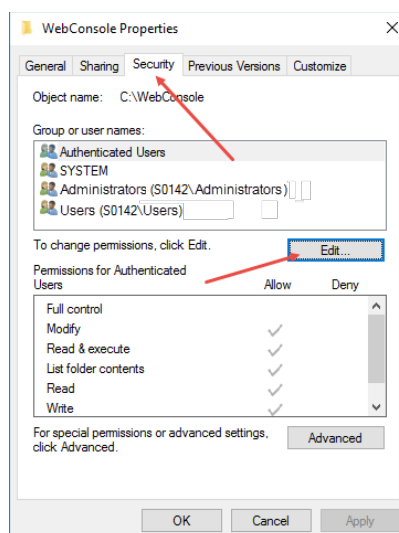 WebConsole Properties
General Sharing Security Previous Versions Customize
Object name: C:\WebConsole
Group or user names:
Authenticated Users
SYSTEM
Administrators (S0142\Administrators)
Users (S0142\Users)
To change permissions, click Edit.
Edit...
Permissions for Authenticated
Users Allow Deny
Full control
Modify
Read & execute
List folder contents
Read
Write
For special permissions or advanced settings,
click Advanced.
Advanced
OK Cancel Apply